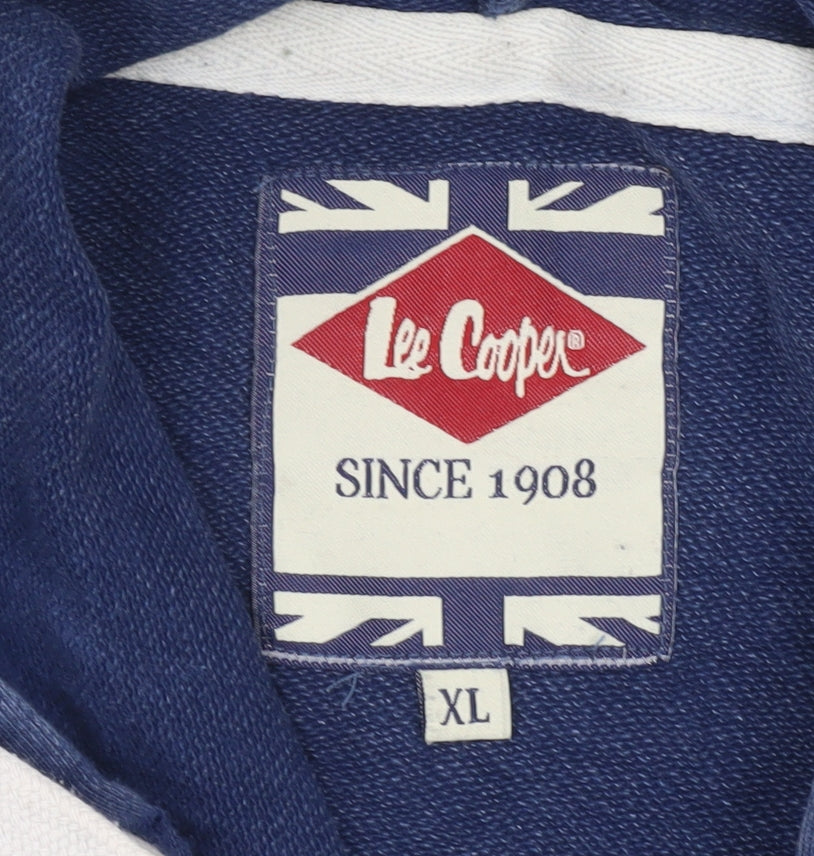 Lee Cooper®
SINCE 1908
XL